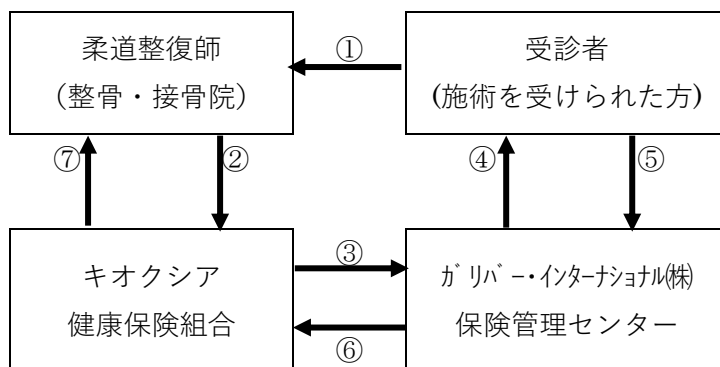 柔道整復師
(整骨・接骨院)
①
受診者
(施術を受けられた方)
⑦
②
④
⑤
キオクシア
健康保険組合
③
⑥
ｶﾞﾘﾊﾞｰ・ｲﾝﾀｰﾅｼｮﾅﾙ㈱
保険管理センター